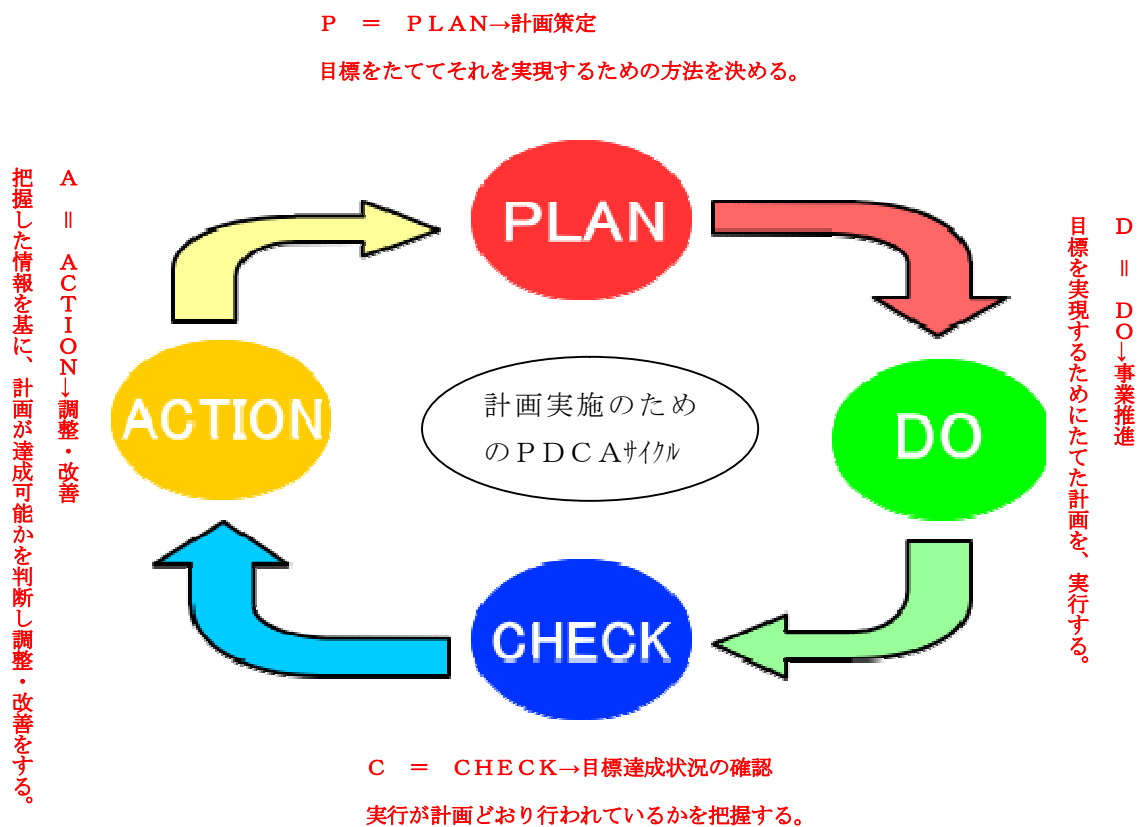 Ｐ　＝　ＰＬＡＮ→計画策定
目標をたててそれを実現するための方法を決める。
PLAN
Ｄ　＝　ＤＯ→事業推進
目標を実現するためにたてた計画を、実行する。
DO
計画実施のため
のＰＤＣＡｻｲｸﾙ
CHECK
Ｃ　＝　ＣＨＥＣＫ→目標達成状況の確認
実行が計画どおり行われているかを把握する。
ACTION
Ａ　＝　ＡＣＴＩＯＮ→調整・改善
把握した情報を基に、計画が達成可能かを判断し調整・改善をする。